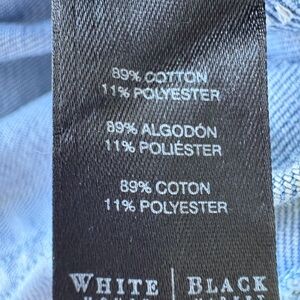 89% COTTON
11% POLYESTER
89% ALGODÓN
11% POLIÉSTER
89% COTON
11% POLYESTER
WHITE | BLACK